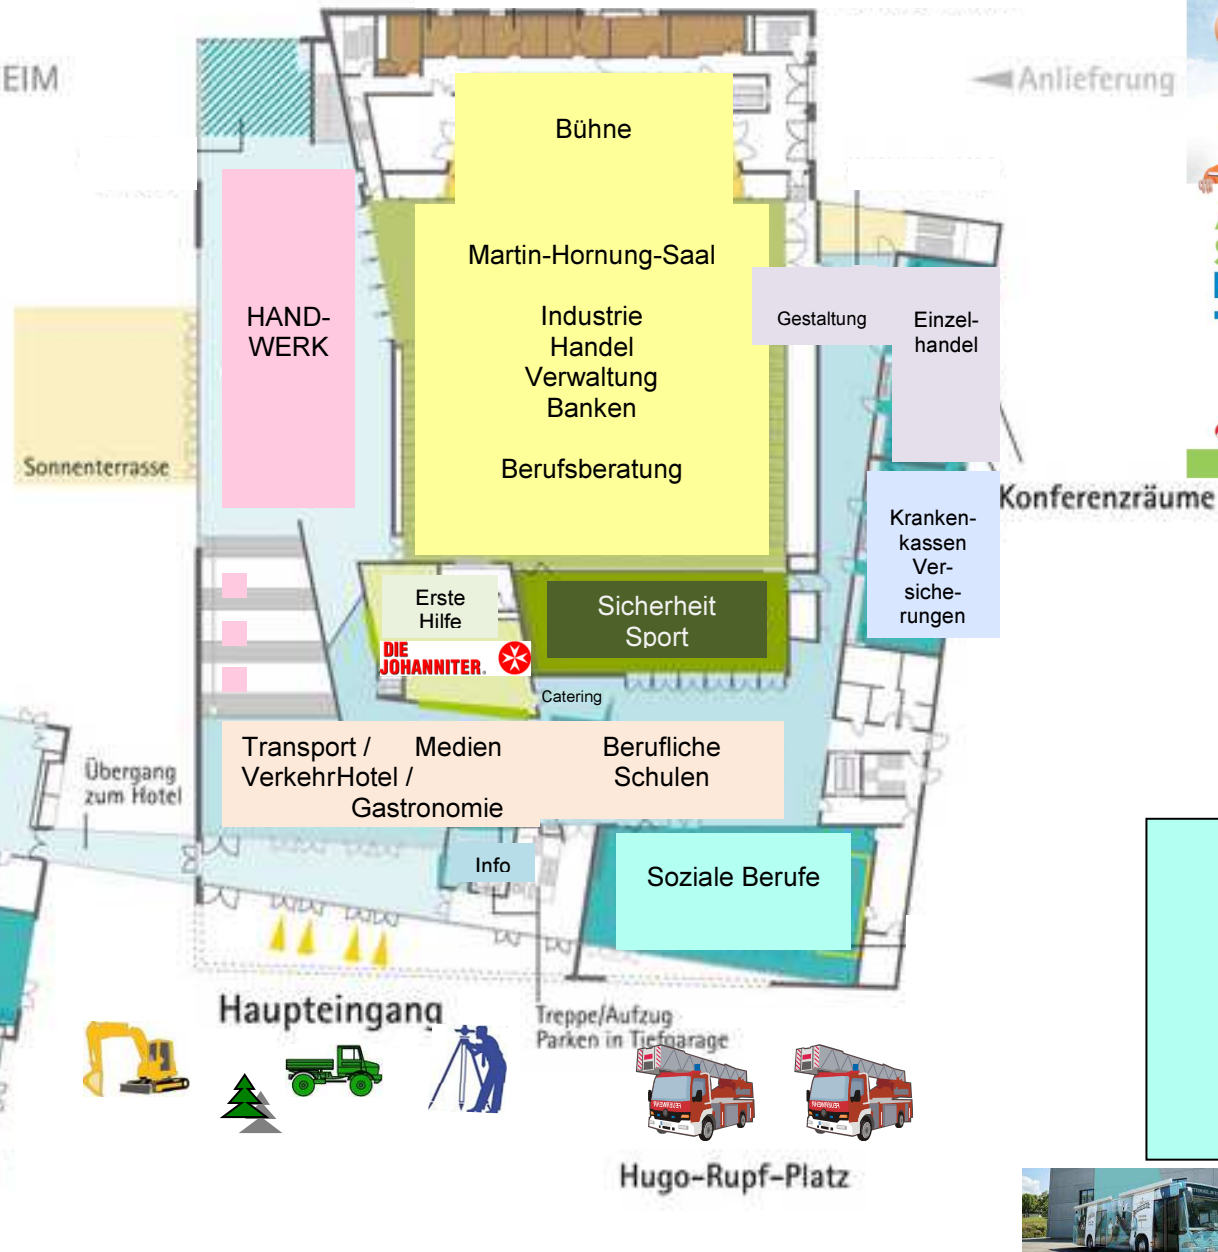 EIM
Anlieferung
Bühne
Martin-Hornung-Saal
Industrie
Handel
Verwaltung
Banken
Berufsberatung
HAND-
WERK
Gestaltung
Einzel-
handel
Sonnenterrasse
Konferenzräume
Kranken-
kassen
Ver-
siche-
rungen
Erste
Hilfe
DIE
JOHANNITER.
Sicherheit
Sport
Catering
Transport / Medien
VerkehrHotel /
Gastronomie
Berufliche
Schulen
Übergang
zum Hotel
Info
Soziale Berufe
Haupteingang
Treppe/Aufzug
Parken in Tiefgarage
Hugo-Rupf-Platz